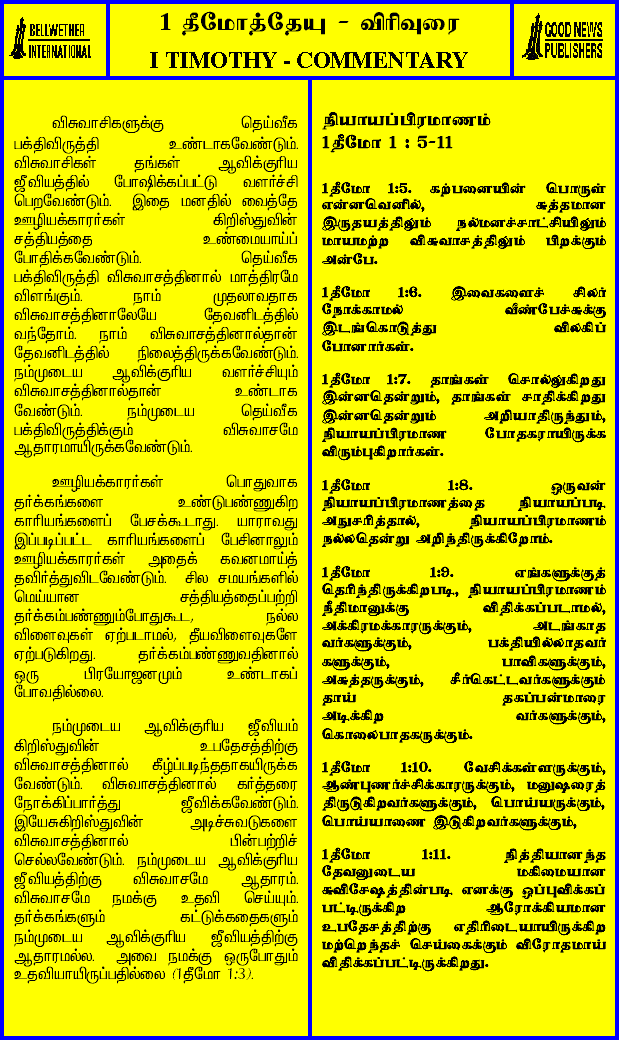 BELLWETHER
INTERNATIONAL
1 தீமோத்தேயு - விரிவுரை
I TIMOTHY - COMMENTARY
GOOD NEWS
PUBLISHERS
விசுவாசிகளுக்கு தெய்வீக
பக்திவிருத்தி உண்டாகவேண்டும்.
விசுவாசிகள் தங்கள் ஆவிக்குரிய
ஜீவியத்தில் போஷிக்கப்பட்டு வளர்ச்சி
பெறவேண்டும். இதை மனதில் வைத்தே
ஊழியக்காரர்கள் கிறிஸ்துவின்
சத்தியத்தை உண்மையாய்ப்
போதிக்கவேண்டும். தெய்வீக
பக்திவிருத்தி விசுவாசத்தினால் மாத்திரமே
விளங்கும். நாம் முதலாவதாக
விசுவாசத்தினாலேயே தேவனிடத்தில்
வந்தோம். நாம் விசுவாசத்தினால்தான்
தேவனிடத்தில் நிலைத்திருக்கவேண்டும்.
நம்முடைய ஆவிக்குரிய வளர்ச்சியும்
விசுவாசத்தினால்தான் உண்டாக
வேண்டும். நம்முடைய தெய்வீக
பக்திவிருத்திக்கும் விசுவாசமே
ஆதாரமாயிருக்கவேண்டும்.
ஊழியக்காரர்கள் பொதுவாக
தர்க்கங்களை உண்டுபண்ணுகிற
காரியங்களைப் பேசக்கூடாது. யாராவது
இப்படிப்பட்ட காரியங்களைப் பேசினாலும்
ஊழியக்காரர்கள் அதைக் கவனமாய்த்
தவிர்த்துவிடவேண்டும். சில சமயங்களில்
மெய்யான சத்தியத்தைப்பற்றி
தர்க்கம்பண்ணும்போதுகூட, நல்ல
விளைவுகள் ஏற்படாமல், தீயவிளைவுகளே
ஏற்படுகிறது. தர்க்கம்பண்ணுவதினால்
ஒரு பிரயோஜனமும் உண்டாகப்
போவதில்லை.
நம்முடைய ஆவிக்குரிய ஜீவியம்
கிறிஸ்துவின் உபதேசத்திற்கு
விசுவாசத்தினால் கீழ்ப்படிந்ததாகயிருக்க
வேண்டும். விசுவாசத்தினால் கர்த்தரை
நோக்கிப்பார்த்து ஜீவிக்கவேண்டும்.
இயேசுகிறிஸ்துவின் அடிச்சுவடுகளை
விசுவாசத்தினால் பின்பற்றிச்
செல்லவேண்டும். நம்முடைய ஆவிக்குரிய
ஜீவியத்திற்கு விசுவாசமே ஆதாரம்.
விசுவாசமே நமக்கு உதவி செய்யும்.
தர்க்கங்களும் கட்டுக்கதைகளும்
நம்முடைய ஆவிக்குரிய ஜீவியத்திற்கு
ஆதாரமல்ல. அவை நமக்கு ஒருபோதும்
உதவியாயிருப்பதில்லை (1தீமோ 1:3).
நியாயப்பிரமாணம்
1தீமோ 1 : 5-11
1தீமோ 1:5. கற்பனையின் பொருள்
என்னவெனில், சுத்தமான
இருதயத்திலும் நல்மனச்சாட்சியிலும்
மாயமற்ற விசுவாசத்திலும் பிறக்கும்
அன்பே.
1தீமோ 1:6. இவைகளைச் சிலர்
நோக்காமல் வீண்பேச்சுக்கு
இடங்கொடுத்து விலகிப்
போனார்கள்.
1தீமோ 1:7. தாங்கள் சொல்லுகிறது
இன்னதென்றும், தாங்கள் சாதிக்கிறது
இன்னதென்றும் அறியாதிருந்தும்,
நியாயப்பிரமாண போதகராயிருக்க
விரும்புகிறார்கள்.
1தீமோ 1:8. ஒருவன்
நியாயப்பிரமாணத்தை நியாயப்படி
அநுசரித்தால், நியாயப்பிரமாணம்
நல்லதென்று அறிந்திருக்கிறோம்.
1தீமோ 1:9. எங்களுக்குத்
தெரிந்திருக்கிறபடி, நியாயப்பிரமாணம்
நீதிமானுக்கு விதிக்கப்படாமல்,
அக்கிரமக்காரருக்கும், அடங்காத
வர்களுக்கும், பக்தியில்லாதவர்
களுக்கும், பாவிகளுக்கும்,
அசுத்தருக்கும், சீர்கெட்டவர்களுக்கும்
தாய் தகப்பன்மாரை
அடிக்கிற வர்களுக்கும்,
கொலைபாதகருக்கும்.
1தீமோ 1:10. வேசிக்கள்ளருக்கும்,
ஆண்புணர்ச்சிக்காரருக்கும், மனுஷரைத்
திருடுகிறவர்களுக்கும், பொய்யருக்கும்,
பொய்யாணை இடுகிறவர்களுக்கும்,
1தீமோ 1:11. நித்தியானந்த
தேவனுடைய மகிமையான
சுவிசேஷத்தின்படி எனக்கு ஒப்புவிக்கப்
பட்டிருக்கிற ஆரோக்கியமான
உபதேசத்திற்கு எதிரிடையாயிருக்கிற
மற்றெந்தச் செய்கைக்கும் விரோதமாய்
விதிக்கப்பட்டிருக்கிறது.